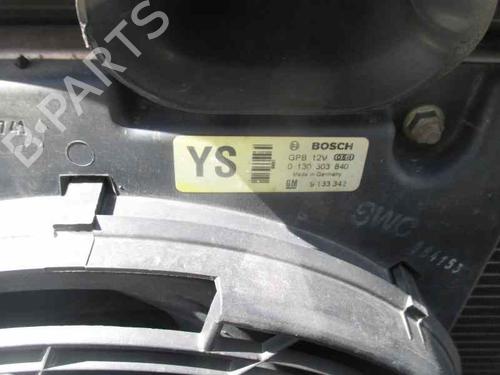 B-Parts
YS
BOSCH
GPB 12V
0 130 303 840
Made in Germany
GM 9 133 342
SWC